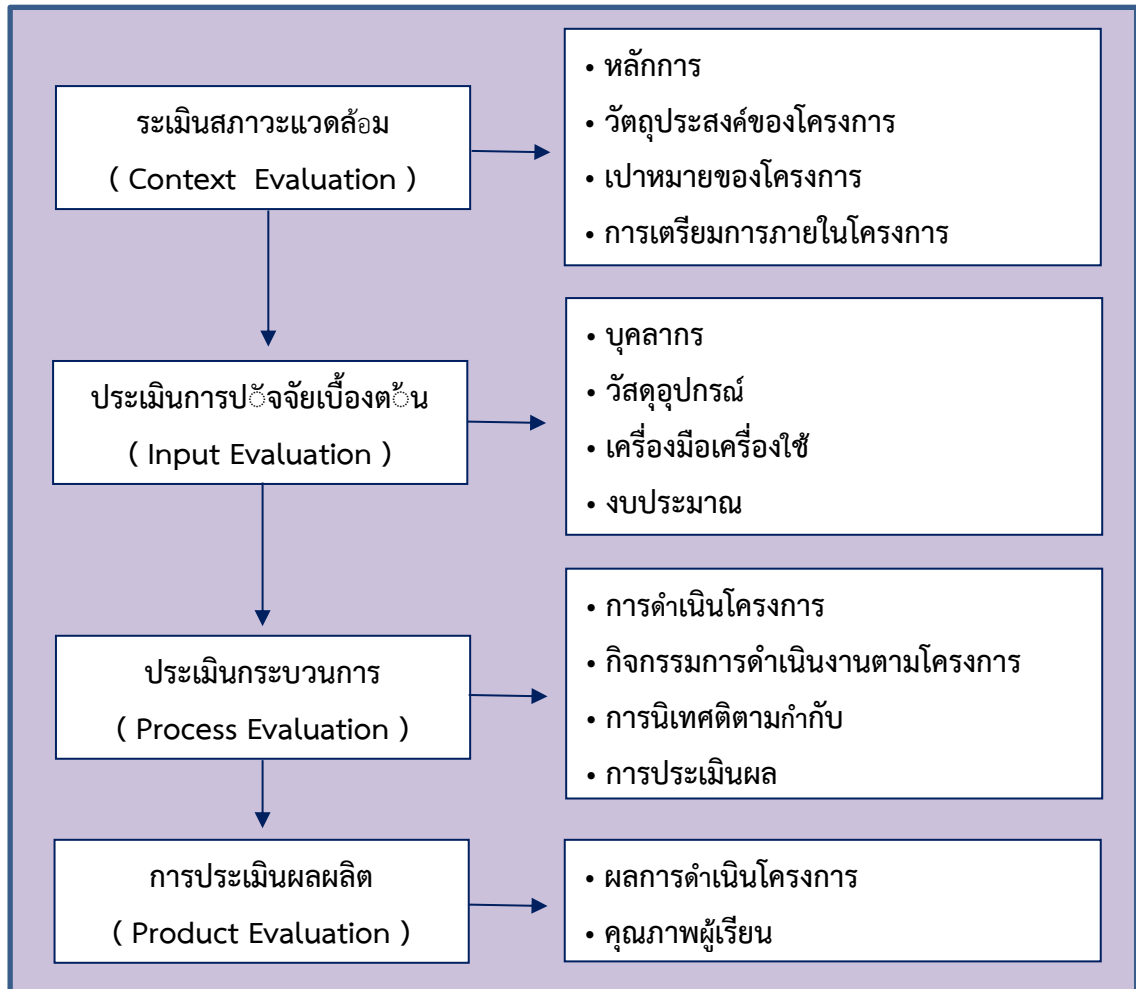 ระเมินสภาวะแวดล้อม
( Context Evaluation )
• หลักการ
• วัตถุประสงค์ของโครงการ
• เปาหมายของโครงการ
• การเตรียมการภายในโครงการ
ประเมินการป◌ัจจัยเบื้องต◌้น
( Input Evaluation )
• บุคลากร
• วัสดุอุปกรณ์
• เครื่องมือเครื่องใช้
• งบประมาณ
ประเมินกระบวนการ
( Process Evaluation )
• การดำเนินโครงการ
• กิจกรรมการดำเนินงานตามโครงการ
• การนิเทศติตามกำกับ
• การประเมินผล
การประเมินผลผลิต
( Product Evaluation )
• ผลการดำเนินโครงการ
• คุณภาพผู้เรียน